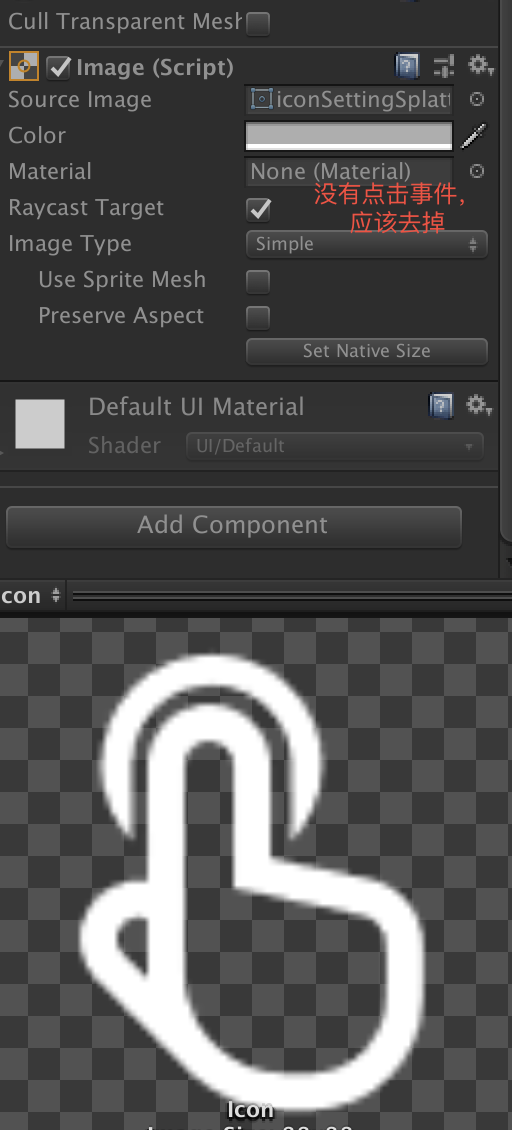 Cull Transparent Mesh
Image (Script)
Source Image
iconSettingSplatt
Color
Material
None (Material)
没有点击事件，
应该去掉
Raycast Target
Image Type
Simple
Use Sprite Mesh
Preserve Aspect
Set Native Size
Default UI Material
Shader
UI/Default
Add Component
con
Icon